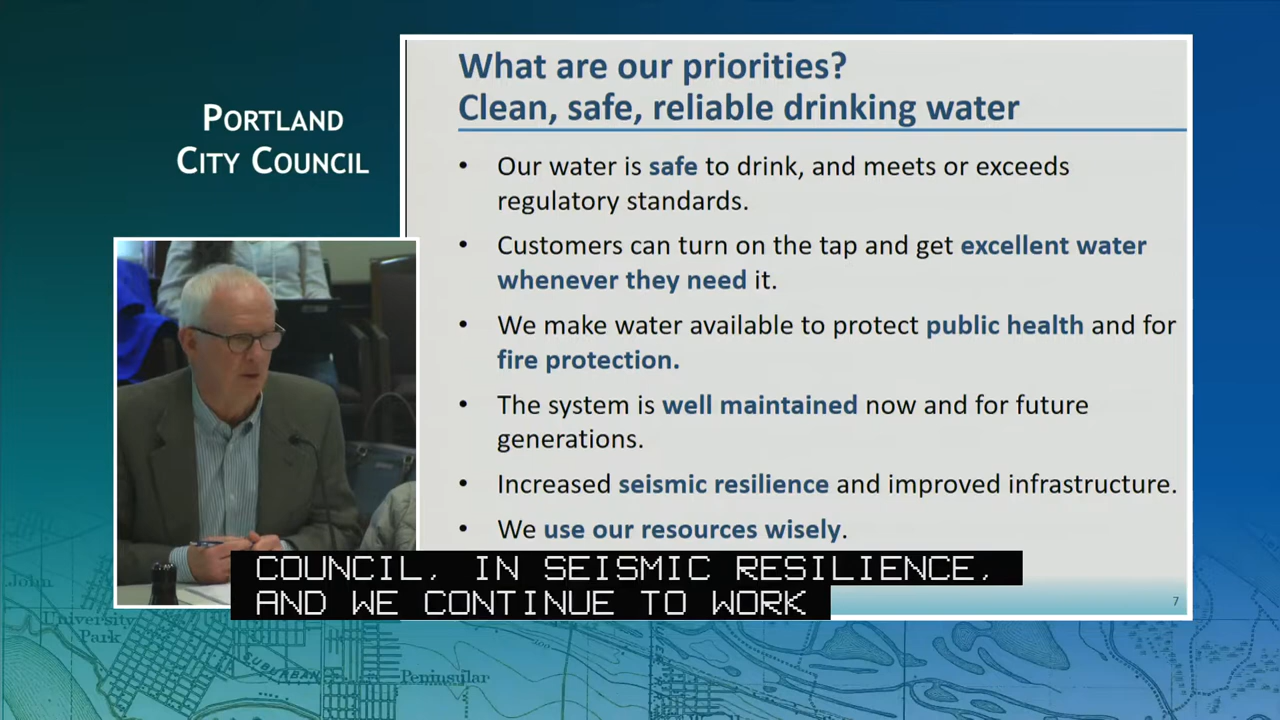 PORTLAND
CITY COUNCIL
What are our priorities?
Clean, safe, reliable drinking water
• Our water is safe to drink, and meets or exceeds
regulatory standards.
• Customers can turn on the tap and get excellent water
whenever they need it.
• We make water available to protect public health and for
fire protection.
• The system is well maintained now and for future
generations.
• Increased seismic resilience and improved infrastructure.
• We use our resources wisely.
7
COUNCIL, IN SEISMIC RESILIENCE,
AND WE CONTINUE TO WORK
St. John
University
Park
SUBURBAN
Peninsular